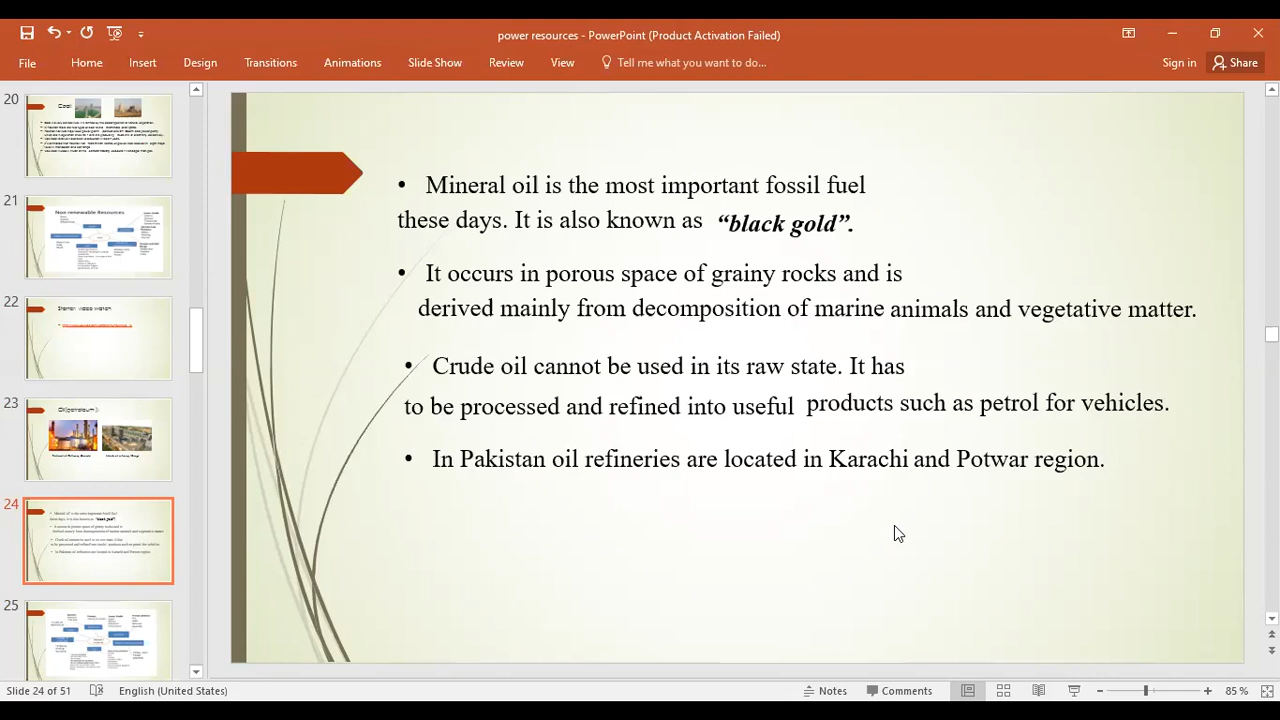 power resources - PowerPoint (Product Activation Failed)
File Home Insert Design Transitions Animations Slide Show Review View Tell me what you want to do... Sign in Share
20
21
Non renewable Resources
22
23
24
25
• Mineral oil is the most important fossil fuel
these days. It is also known as “black gold”.
• It occurs in porous space of grainy rocks and is
derived mainly from decomposition of marine animals and vegetative matter.
• Crude oil cannot be used in its raw state. It has
to be processed and refined into useful products such as petrol for vehicles.
• In Pakistan oil refineries are located in Karachi and Potwar region.
Slide 24 of 51 English (United States) Notes Comments 85 %